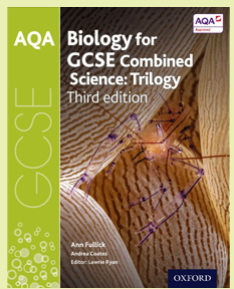 AQA
Biology for
GCSE Combined
Science: Trilogy
Third edition
AQA
Approved
GCSE
Ann Fullick
Andrea Coates
Editor: Lawrie Ryan
OXFORD